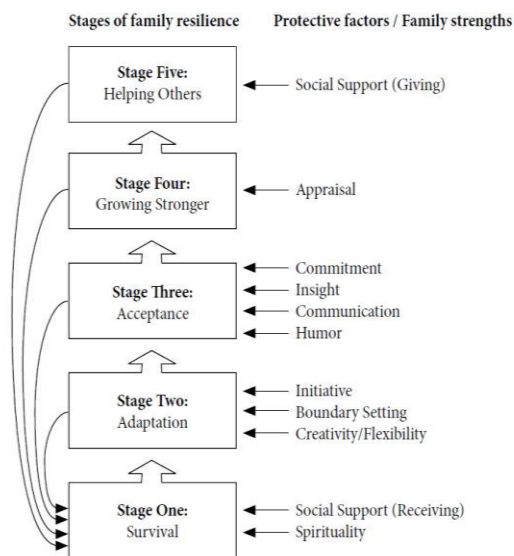 Stages of family resilience
Protective factors / Family strengths
Stage Five:
Helping Others
Social Support (Giving)
Stage Four:
Growing Stronger
Appraisal
Stage Three:
Acceptance
Commitment
Insight
Communication
Humor
Stage Two:
Adaptation
Initiative
Boundary Setting
Creativity/Flexibility
Stage One:
Survival
Social Support (Receiving)
Spirituality